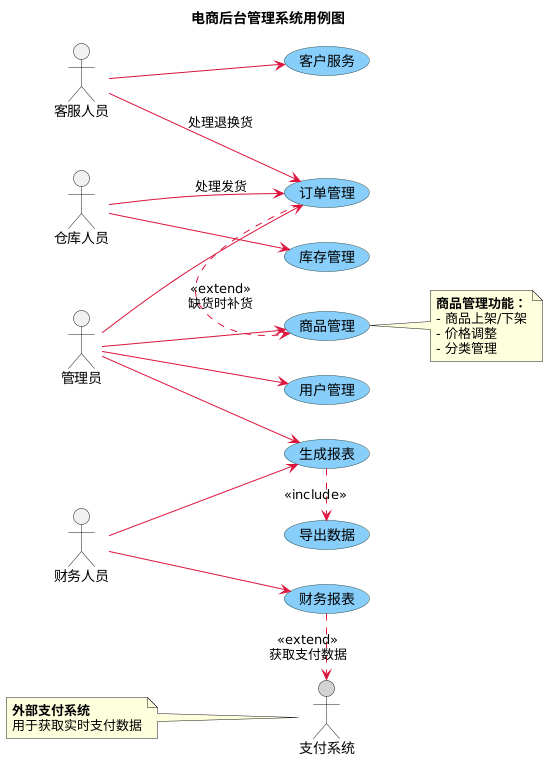 电商后台管理系统用例图
客服人员
客户服务
处理退换货
仓库人员
处理发货
订单管理
库存管理
«extend»
缺货时补货
管理员
商品管理
商品管理功能：
- 商品上架/下架
- 价格调整
- 分类管理
用户管理
生成报表
«include»
导出数据
财务人员
财务报表
«extend»
获取支付数据
外部支付系统
用于获取实时支付数据
支付系统